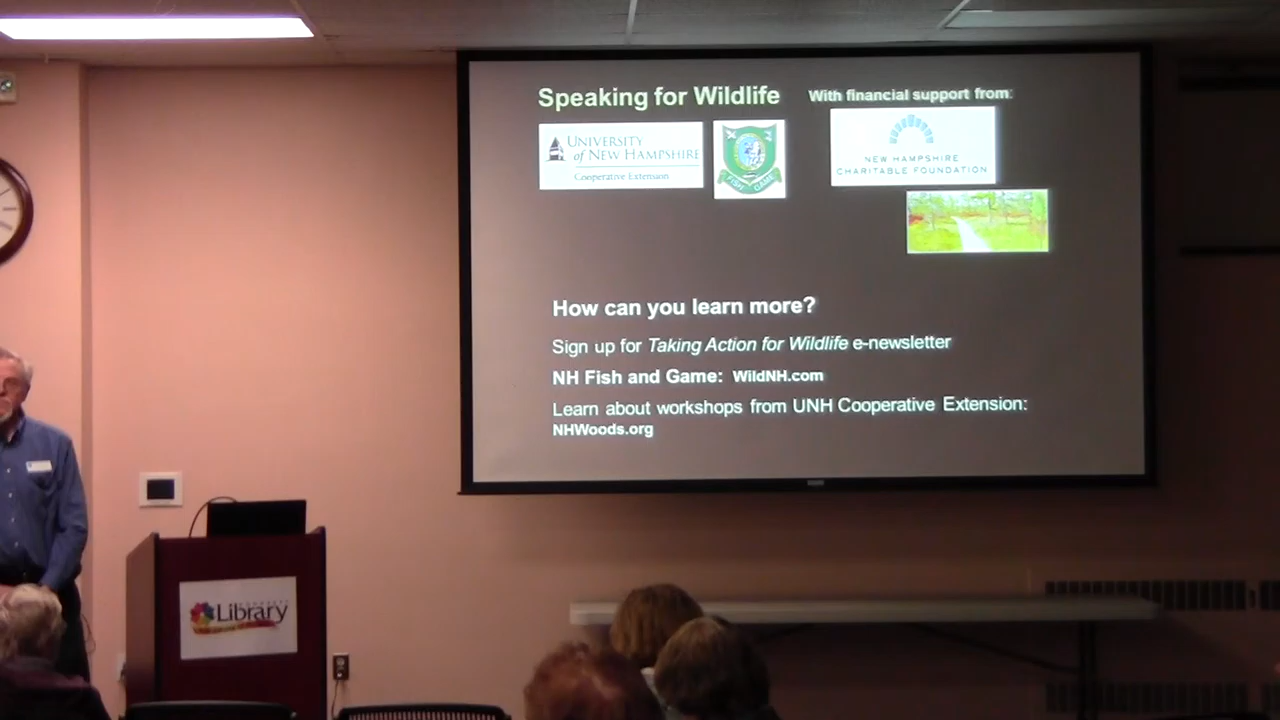 Speaking for Wildlife
With financial support from:
UNIVERSITY
of NEW HAMPSHIRE
Cooperative Extension
FISH GAME
NEW HAMPSHIRE
CHARITABLE FOUNDATION
How can you learn more?
Sign up for Taking Action for Wildlife e-newsletter
NH Fish and Game: WildNH.com
Learn about workshops from UNH Cooperative Extension:
NHWoods.org
Library